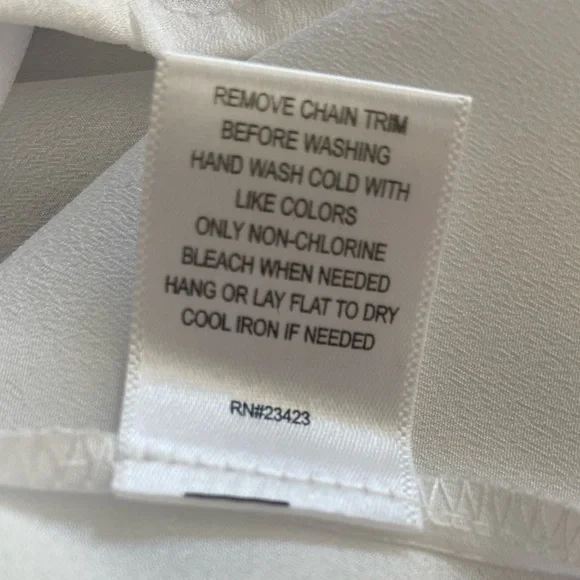 REMOVE CHAIN TRIM
BEFORE WASHING
HAND WASH COLD WITH
LIKE COLORS
ONLY NON-CHLORINE
BLEACH WHEN NEEDED
HANG OR LAY FLAT TO DRY
COOL IRON IF NEEDED
RN#23423